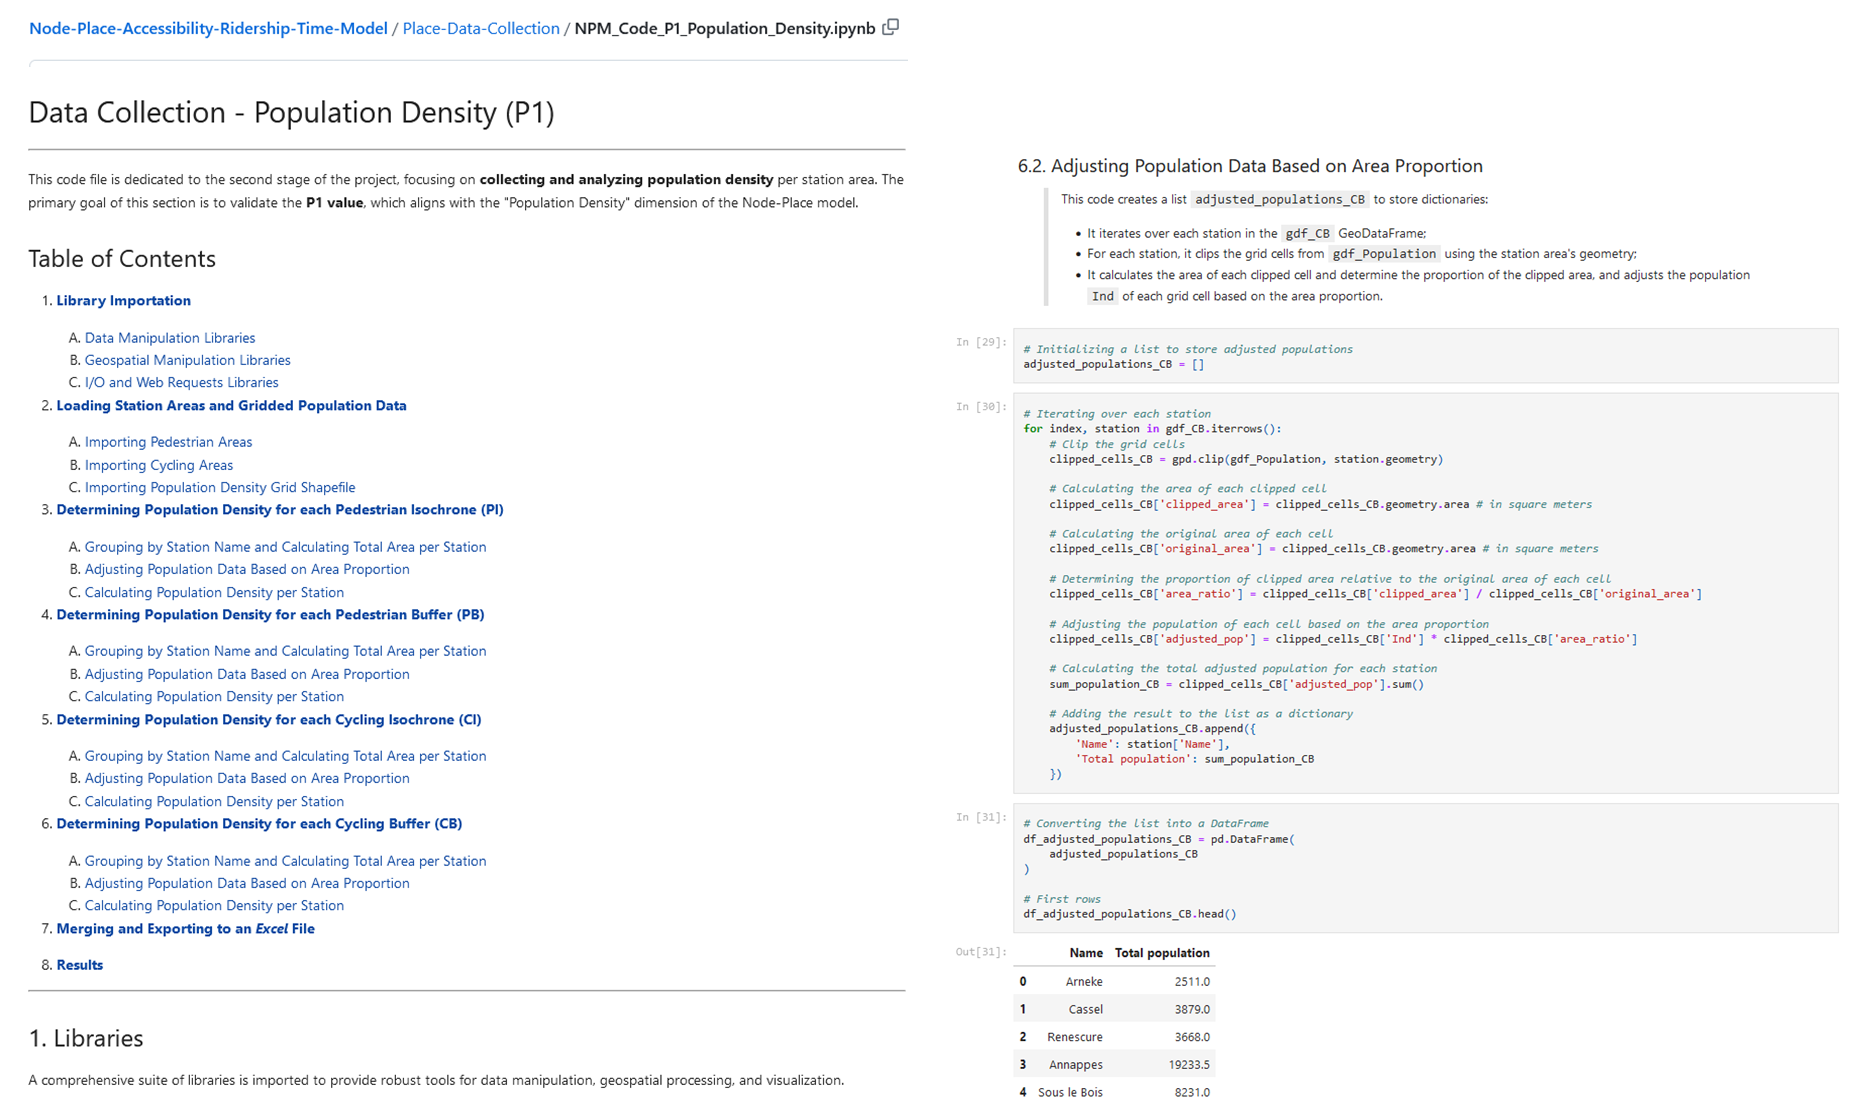 Node-Place-Accessibility-Ridership-Time-Model / Place-Data-Collection / NPM_Code_P1_Population_Density.ipynb
Data Collection - Population Density (P1)
This code file is dedicated to the second stage of the project, focusing on collecting and analyzing population density per station area. The
primary goal of this section is to validate the P1 value, which aligns with the "Population Density" dimension of the Node-Place model.
Table of Contents
1. Library Importation
A. Data Manipulation Libraries
B. Geospatial Manipulation Libraries
C. I/O and Web Requests Libraries
2. Loading Station Areas and Gridded Population Data
A. Importing Pedestrian Areas
B. Importing Cycling Areas
C. Importing Population Density Grid Shapefile
3. Determining Population Density for each Pedestrian Isochrone (PI)
A. Grouping by Station Name and Calculating Total Area per Station
B. Adjusting Population Data Based on Area Proportion
C. Calculating Population Density per Station
4. Determining Population Density for each Pedestrian Buffer (PB)
A. Grouping by Station Name and Calculating Total Area per Station
B. Adjusting Population Data Based on Area Proportion
C. Calculating Population Density per Station
5. Determining Population Density for each Cycling Isochrone (CI)
A. Grouping by Station Name and Calculating Total Area per Station
B. Adjusting Population Data Based on Area Proportion
C. Calculating Population Density per Station
6. Determining Population Density for each Cycling Buffer (CB)
A. Grouping by Station Name and Calculating Total Area per Station
B. Adjusting Population Data Based on Area Proportion
C. Calculating Population Density per Station
7. Merging and Exporting to an Excel File
8. Results
1. Libraries
A comprehensive suite of libraries is imported to provide robust tools for data manipulation, geospatial processing, and visualization.
6.2. Adjusting Population Data Based on Area Proportion
This code creates a list adjusted_populations_CB to store dictionaries:
• It iterates over each station in the gdf_CB GeoDataFrame;
• For each station, it clips the grid cells from gdf_Population using the station area's geometry;
• It calculates the area of each clipped cell and determine the proportion of the clipped area, and adjusts the population
Ind of each grid cell based on the area proportion.
In [29]:
# Initializing a list to store adjusted populations
adjusted_populations_CB = []
In [30]:
# Iterating over each station
for index, station in gdf_CB.iterrows():
# Clip the grid cells
clipped_cells_CB = gpd.clip(gdf_Population, station.geometry)
# Calculating the area of each clipped cell
clipped_cells_CB['clipped_area'] = clipped_cells_CB.geometry.area # in square meters
# Calculating the original area of each cell
clipped_cells_CB['original_area'] = clipped_cells_CB.geometry.area # in square meters
# Determining the proportion of clipped area relative to the original area of each cell
clipped_cells_CB['area_ratio'] = clipped_cells_CB['clipped_area'] / clipped_cells_CB['original_area']
# Adjusting the population of each cell based on the area proportion
clipped_cells_CB['adjusted_pop'] = clipped_cells_CB['Ind'] * clipped_cells_CB['area_ratio']
# Calculating the total adjusted population for each station
sum_population_CB = clipped_cells_CB['adjusted_pop'].sum()
# Adding the result to the list as a dictionary
adjusted_populations_CB.append({
'Name': station['Name'],
'Total population': sum_population_CB
})
In [31]:
# Converting the list into a DataFrame
df_adjusted_populations_CB = pd.DataFrame(
adjusted_populations_CB
)
# First rows
df_adjusted_populations_CB.head()
Out[31]:
Name Total population
0 Arneke 2511.0
1 Cassel 3879.0
2 Renescure 3668.0
3 Annappes 19233.5
4 Sous le Bois 8231.0